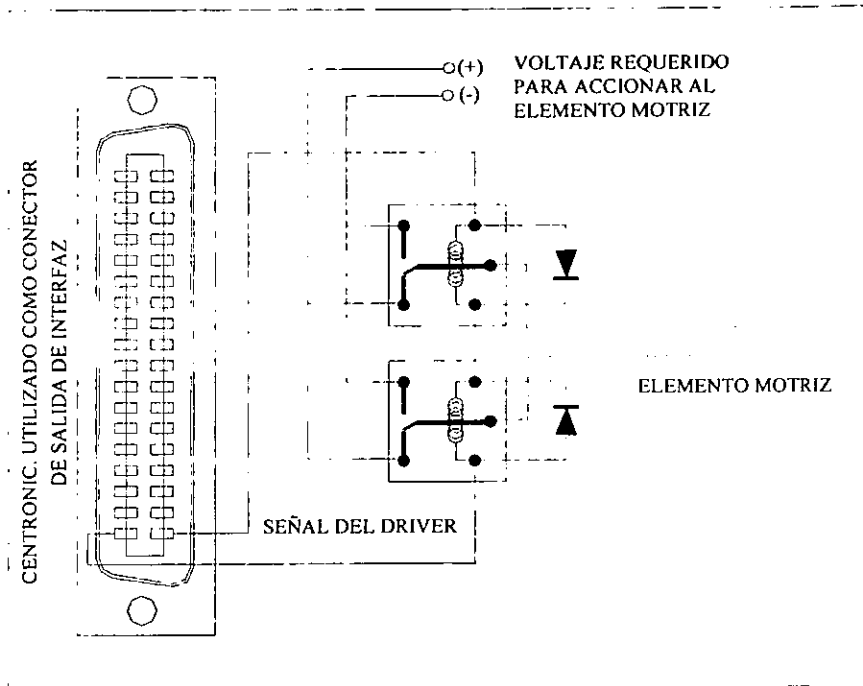 (+) VOLTAJE REQUERIDO
(-) PARA ACCIONAR AL
ELEMENTO MOTRIZ
CENTRONIC. UTILIZADO COMO CONECTOR
DE SALIDA DE INTERFAZ
ELEMENTO MOTRIZ
SEÑAL DEL DRIVER